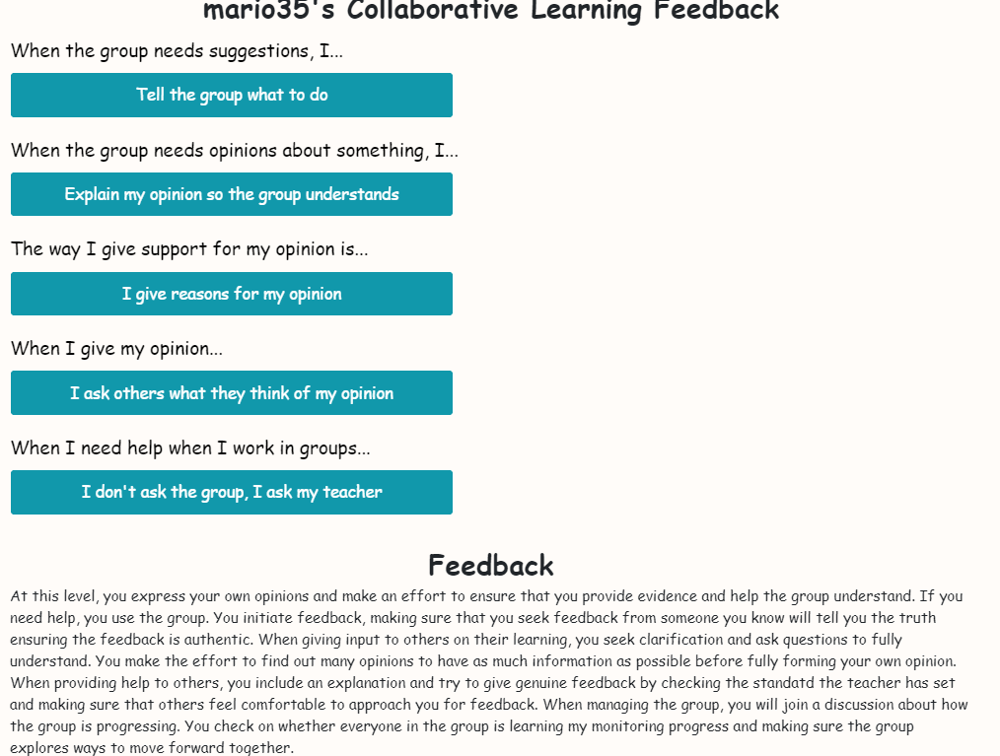 mario35's Collaborative Learning Feedback
When the group needs suggestions, I...
Tell the group what to do
When the group needs opinions about something, I...
Explain my opinion so the group understands
The way I give support for my opinion is...
I give reasons for my opinion
When I give my opinion...
I ask others what they think of my opinion
When I need help when I work in groups...
I don't ask the group, I ask my teacher
Feedback
At this level, you express your own opinions and make an effort to ensure that you provide evidence and help the group understand. If you
need help, you use the group. You initiate feedback, making sure that you seek feedback from someone you know will tell you the truth
ensuring the feedback is authentic. When giving input to others on their learning, you seek clarification and ask questions to fully
understand. You make the effort to find out many opinions to have as much information as possible before fully forming your own opinion.
When providing help to others, you include an explanation and try to give genuine feedback by checking the standatd the teacher has set
and making sure that others feel comfortable to approach you for feedback. When managing the group, you will join a discussion about how
the group is progressing. You check on whether everyone in the group is learning my monitoring progress and making sure the group
explores ways to move forward together.